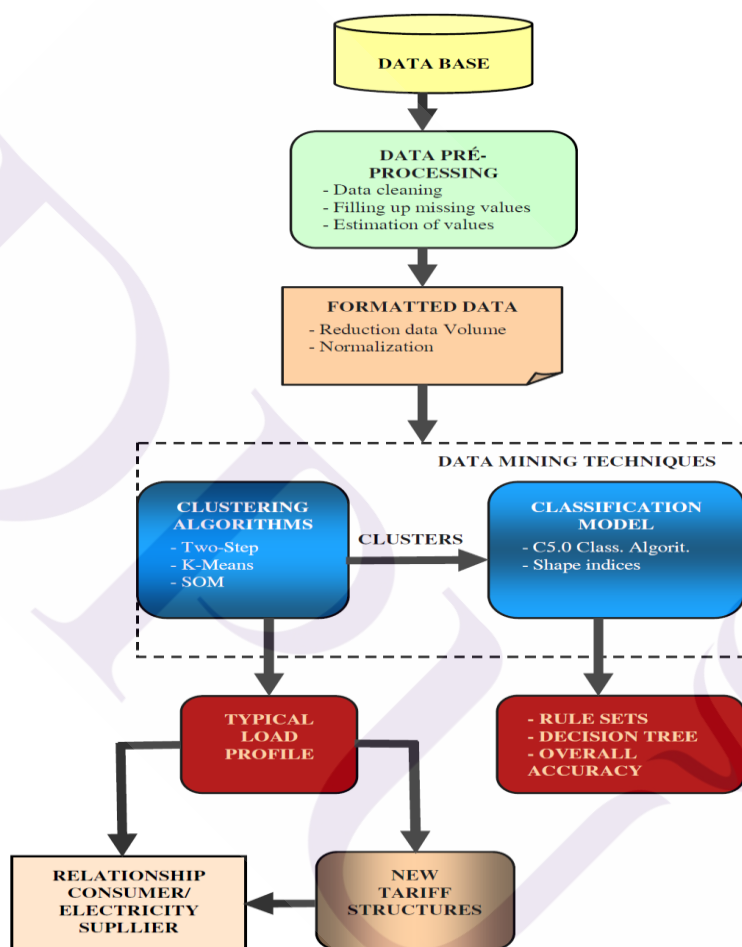 DATA BASE
DATA PRÉ-
PROCESSING
- Data cleaning
- Filling up missing values
- Estimation of values
FORMATTED DATA
- Reduction data Volume
- Normalization
DATA MINING TECHNIQUES
CLUSTERING
ALGORITHMS
- Two-Step
- K-Means
- SOM
CLUSTERS
CLASSIFICATION
MODEL
- C5.0 Class. Algorit.
- Shape indices
TYPICAL
LOAD
PROFILE
- RULE SETS
- DECISION TREE
- OVERALL
ACCURACY
RELATIONSHIP
CONSUMER/
ELECTRICITY
SUPLLIER
NEW
TARIFF
STRUCTURES